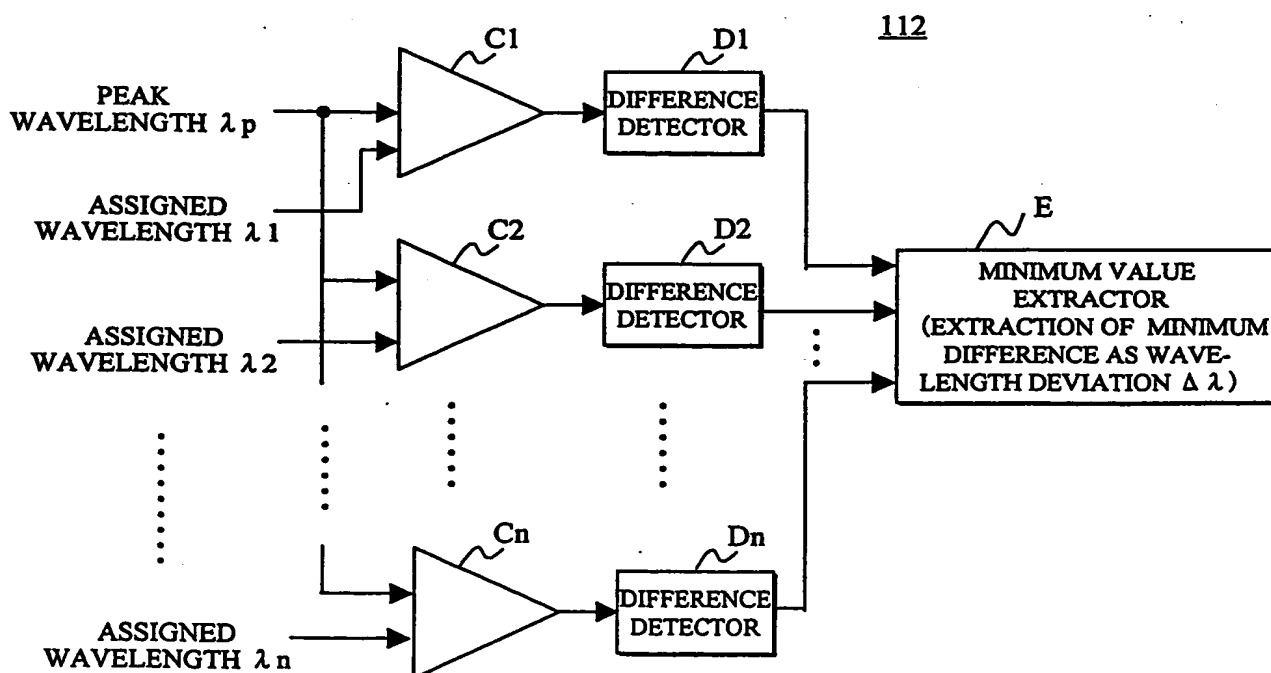 112
C1
D1
PEAK
WAVELENGTH λp
DIFFERENCE
DETECTOR
ASSIGNED
WAVELENGTH λ1
C2
D2
E
DIFFERENCE
DETECTOR
MINIMUM VALUE
EXTRACTOR
(EXTRACTION OF MINIMUM
DIFFERENCE AS WAVE-
LENGTH DEVIATION Δλ)
ASSIGNED
WAVELENGTH λ2
Cn
Dn
DIFFERENCE
DETECTOR
ASSIGNED
WAVELENGTH λn